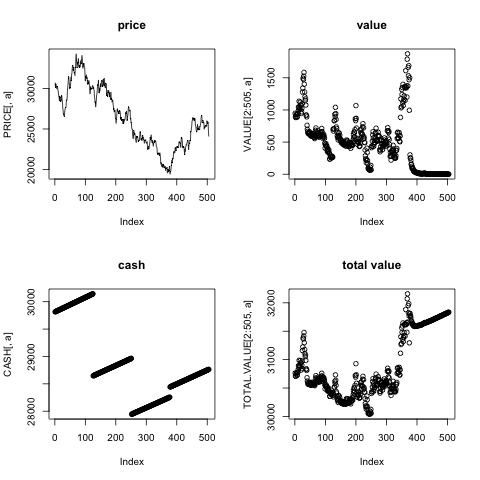 price
PRICE[, a]
20000 25000 30000
0 100 200 300 400 500
Index
value
VALUE[2:505, a]
0 500 1000 1500
0 100 200 300 400 500
Index
cash
CASH[, a]
28000 29000 30000
0 100 200 300 400 500
Index
total value
TOTAL.VALUE[2:505, a]
30000 31000 32000
0 100 200 300 400 500
Index